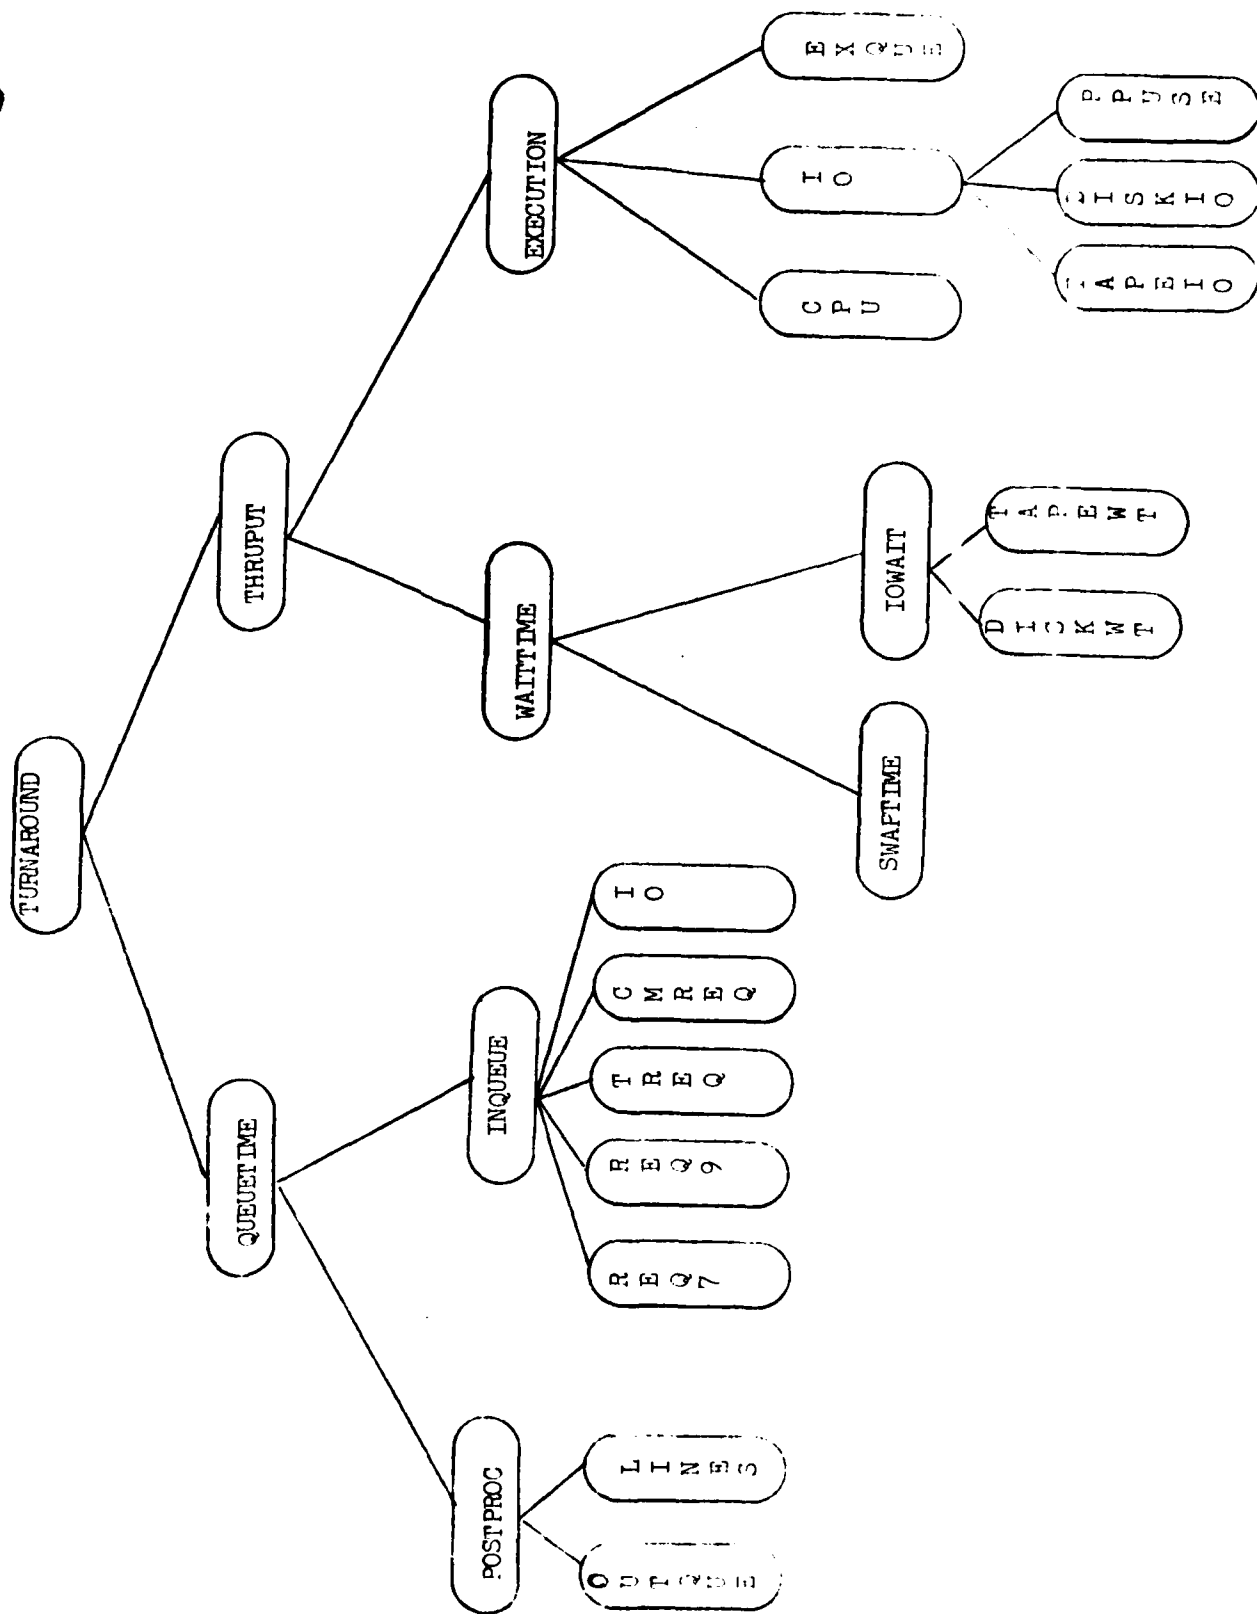 TURNAROUND
QUEUETIME
THRUPUT
POSTPROC
INQUEUE
WAITTIME
EXECUTION
OUTQUE
LINES
REQ7
REQ9
TREQ
CMREQ
IO
SWAPTIME
IOWAIT
DISKWT
TAPEWT
CPU
IO
EXQUE
TAPEIO
DISKIO
PPUSE